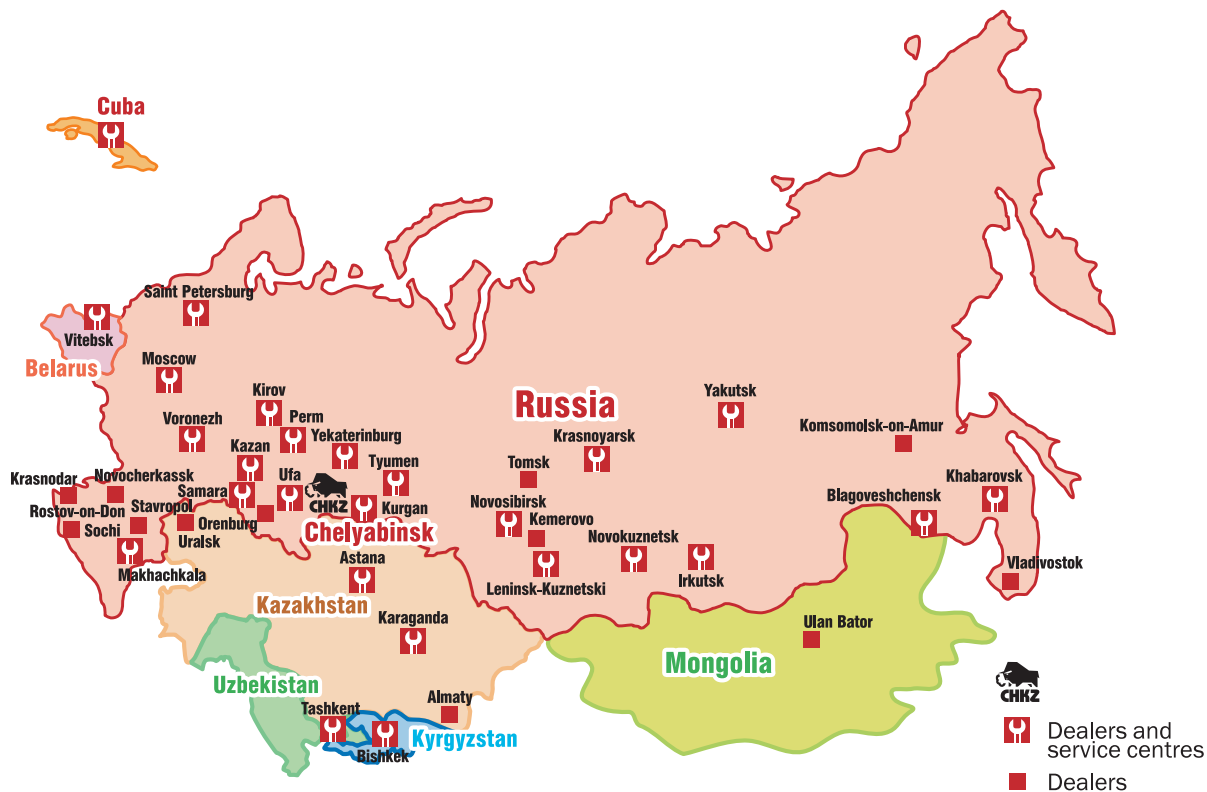 Cuba
Saint Petersburg
Vitebsk
Belarus
Moscow
Kirov
Perm
Voronezh
Yekaterinburg
Kazan
Tyumen
Ufa
Samara
CHKZ
Kurgan
Chelyabinsk
Krasnodar
Novocherkassk
Rostov-on-Don
Stavropol
Sochi
Orenburg
Uralsk
Makhachkala
Russia
Krasnoyarsk
Tomsk
Novosibirsk
Kemerovo
Leninsk-Kuznetski
Novokuznetsk
Irkutsk
Yakutsk
Komsomolsk-on-Amur
Khabarovsk
Blagoveshchensk
Vladivostok
Astana
Kazakhstan
Karaganda
Almaty
Uzbekistan
Tashkent
Bishkek
Kyrgyzstan
Ulan Bator
Mongolia
CHKZ
Dealers and
service centres
Dealers